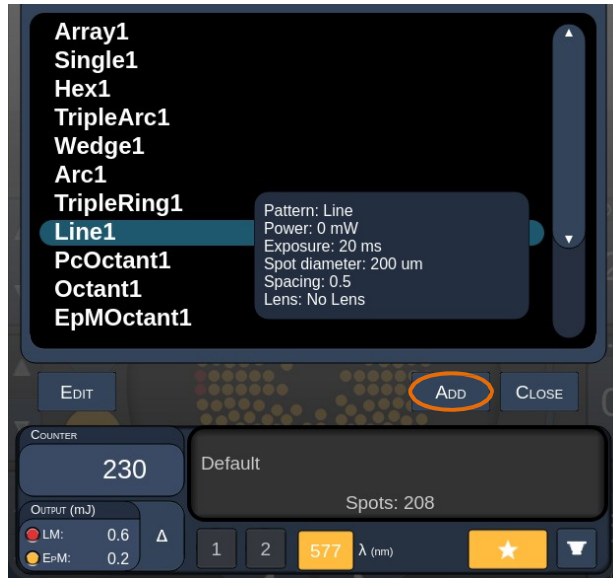 Array1
Single1
Hex1
TripleArc1
Wedge1
Arc1
TripleRing1
Line1
PcOctant1
Octant1
EpMOctant1
Pattern: Line
Power: 0 mW
Exposure: 20 ms
Spot diameter: 200 um
Spacing: 0.5
Lens: No Lens
EDIT ADD CLOSE
COUNTER
230
Default
Spots: 208
OUTPUT (mJ)
LM: 0.6 Δ
EPM: 0.2
1 2 577 λ (nm)